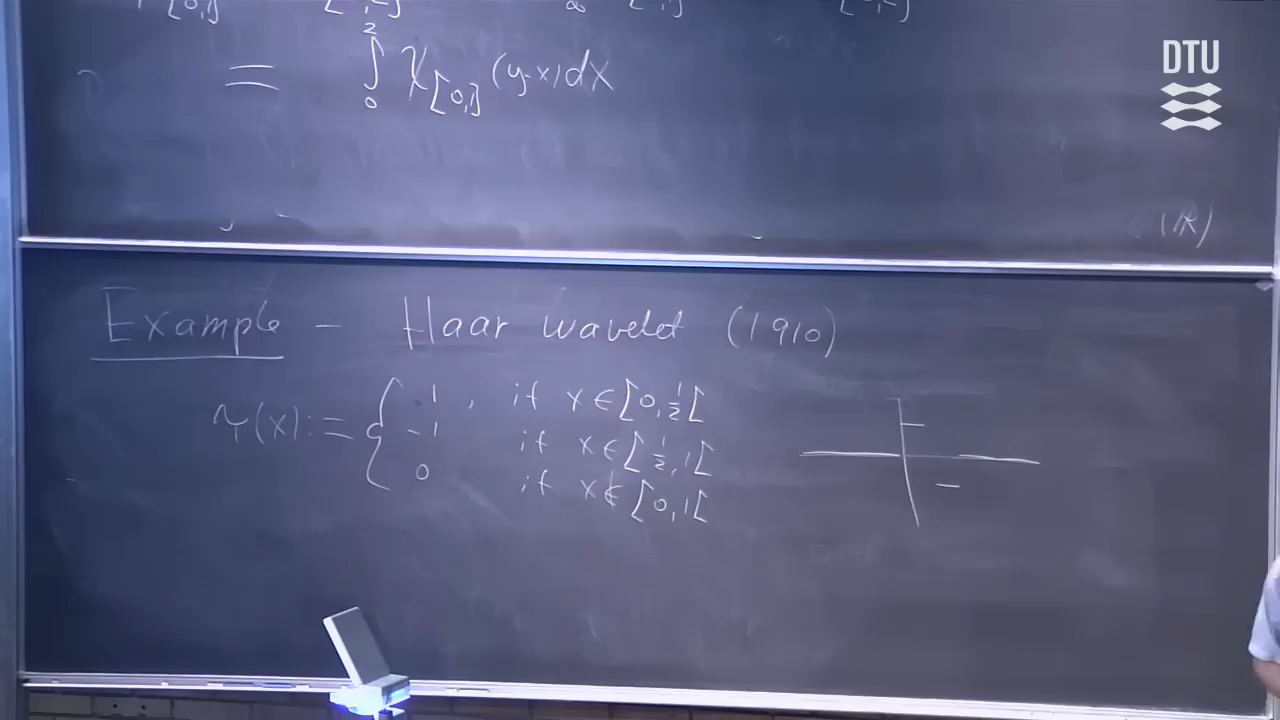 = ∫₀² χ_[0,1](y-x)dx
DTU
(ℝ)
Example - Haar wavelet (1910)
ψ(x) := { 1 , if x ∈ [0, 1/2[
-1 if x ∈ [1/2, 1[
0 if x ∉ [0, 1[